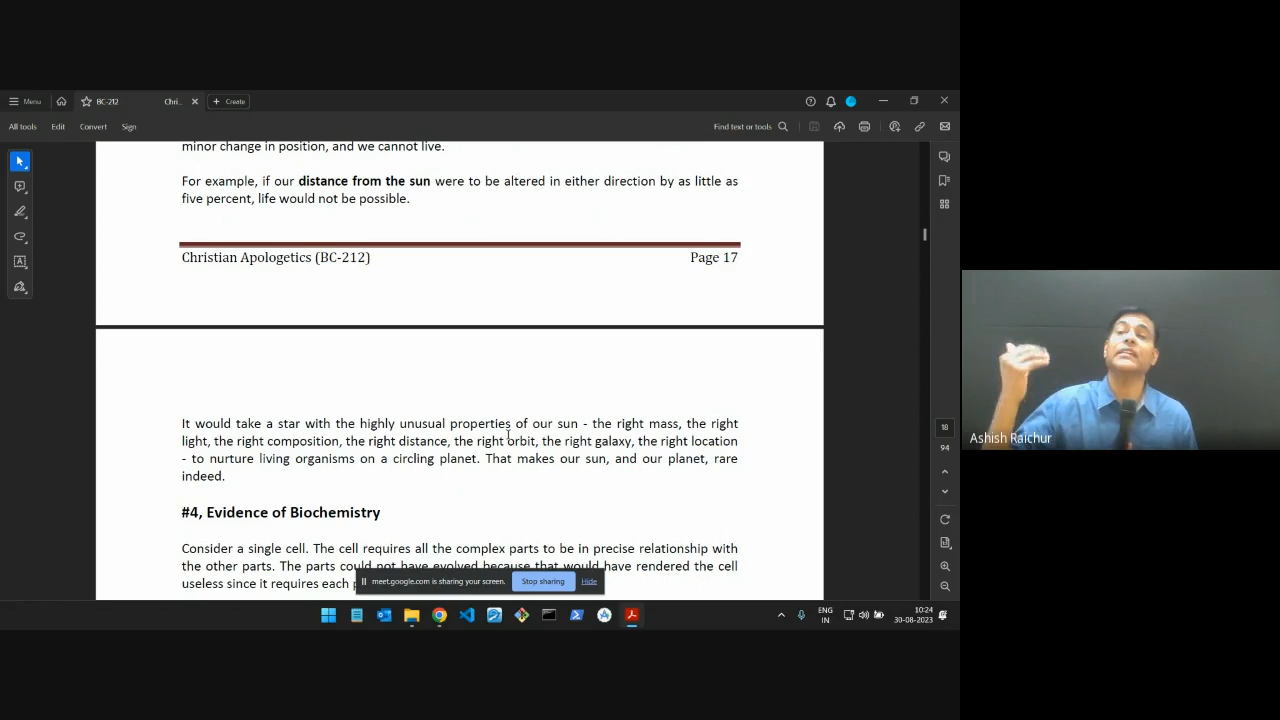 Menu
BC-212
Chri...
Create
All tools
Edit
Convert
Sign
Find text or tools
minor change in position, and we cannot live.
For example, if our distance from the sun were to be altered in either direction by as little as
five percent, life would not be possible.
Christian Apologetics (BC-212)
Page 17
It would take a star with the highly unusual properties of our sun - the right mass, the right
light, the right composition, the right distance, the right orbit, the right galaxy, the right location
- to nurture living organisms on a circling planet. That makes our sun, and our planet, rare
indeed.
#4, Evidence of Biochemistry
Consider a single cell. The cell requires all the complex parts to be in precise relationship with
the other parts. The parts could not have evolved because that would have rendered the cell
useless since it requires each
meet.google.com is sharing your screen.
Stop sharing
Hide
18
94
ENG
IN
10:24
30-08-2023
Ashish Raichur